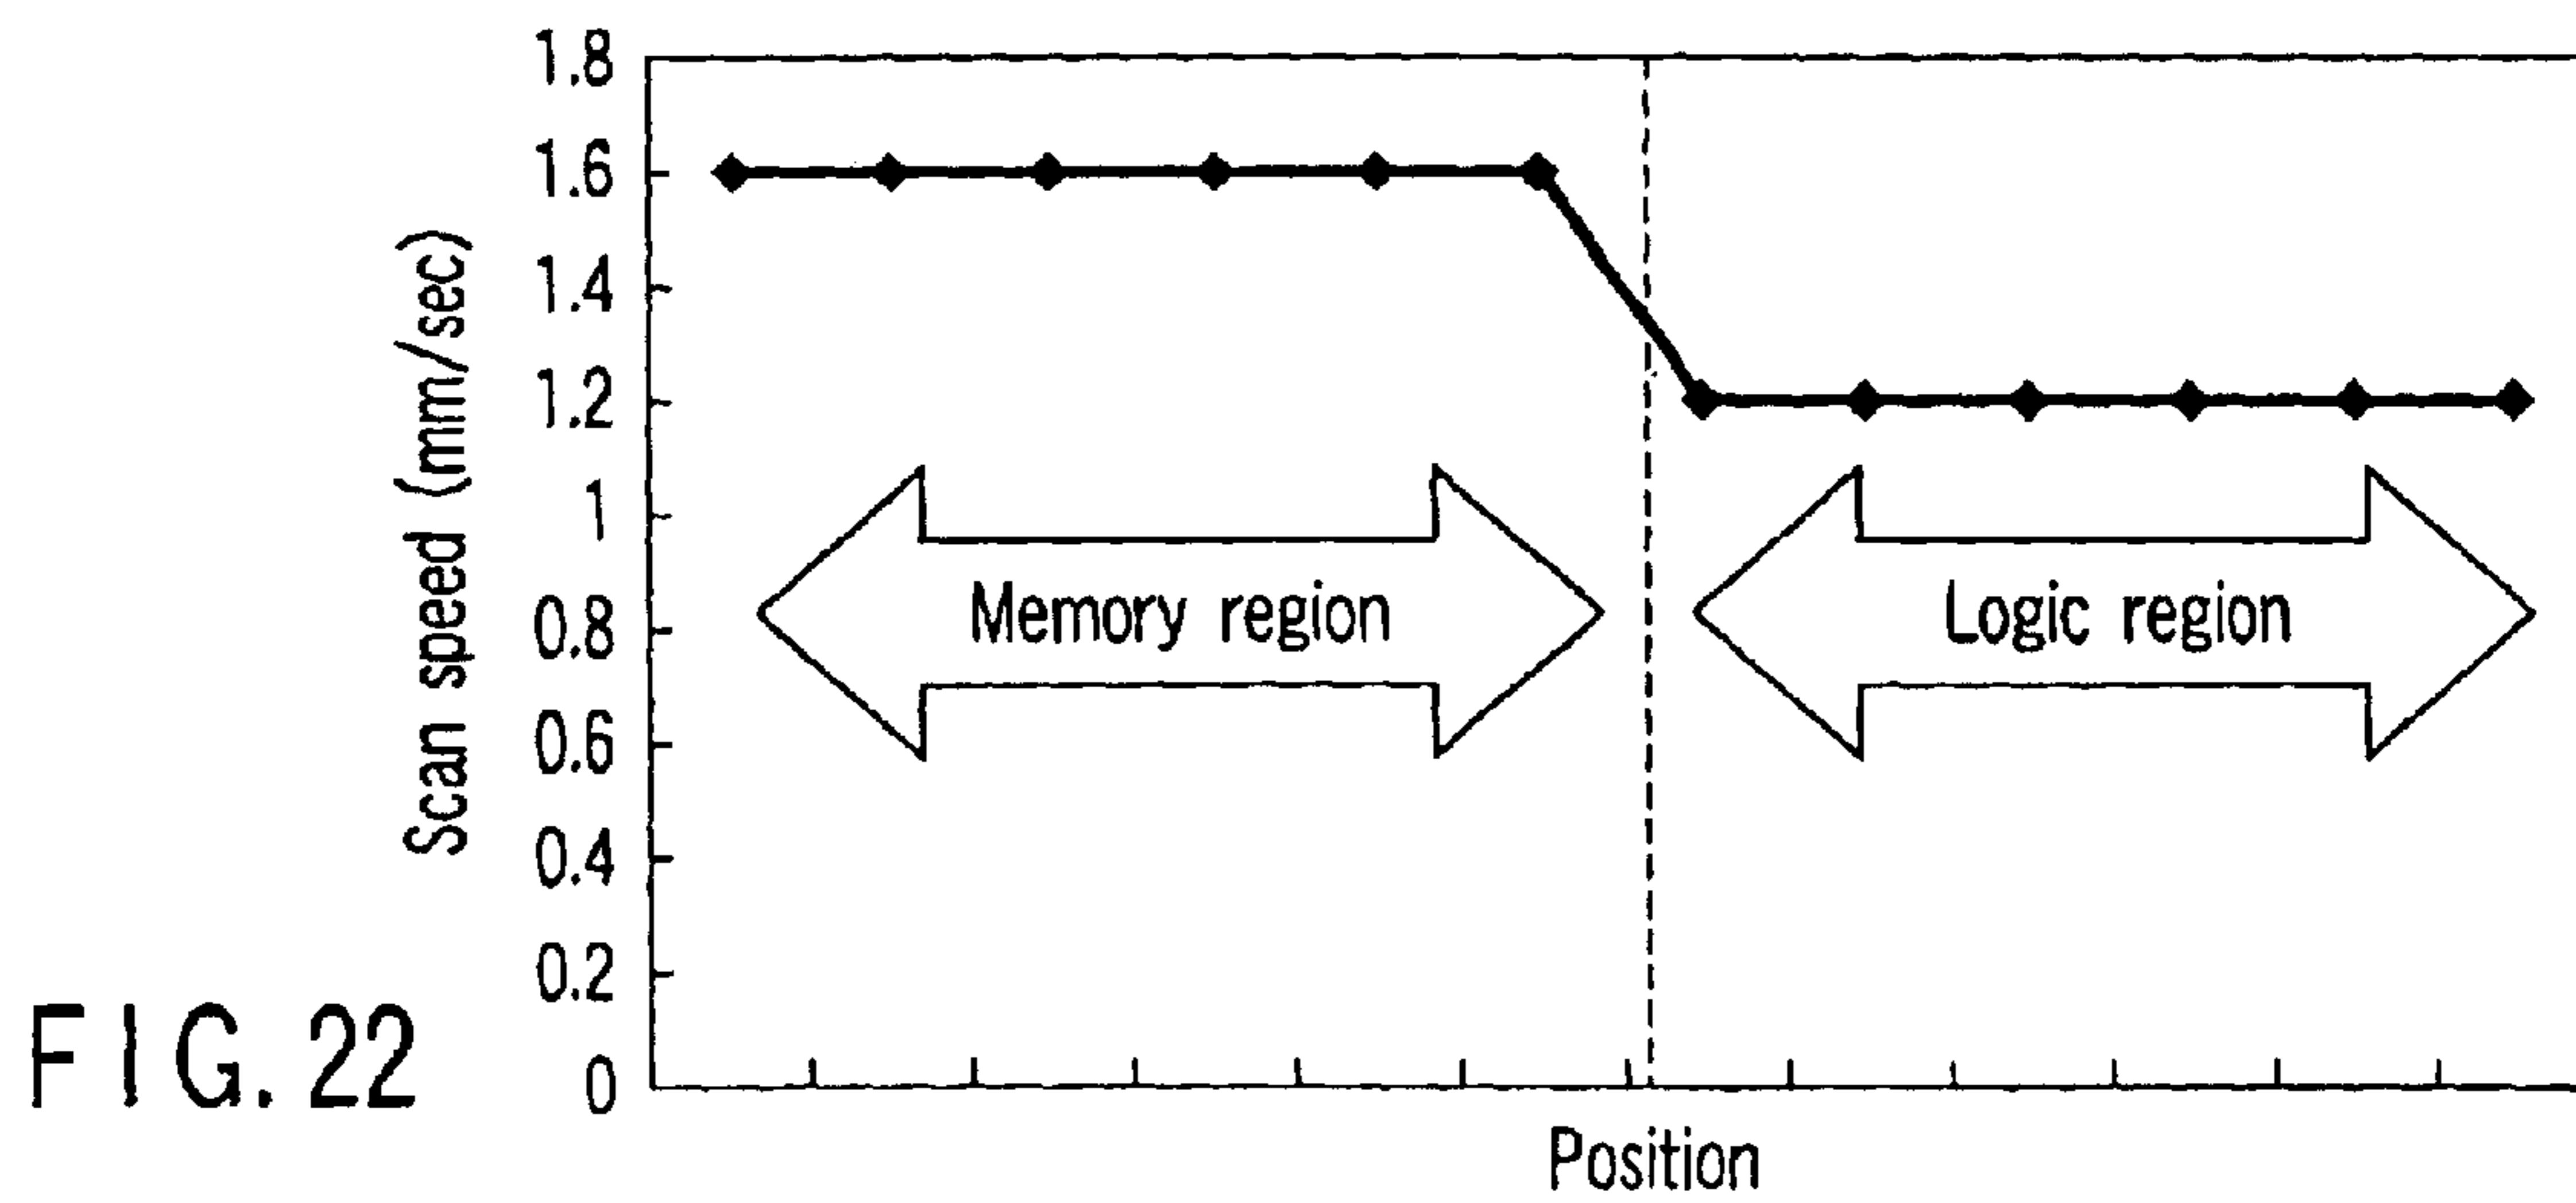 1.8
1.6
1.4
1.2
1
0.8
0.6
0.4
0.2
0
Scan speed (mm/sec)
Memory region
Logic region
Position
FIG. 22